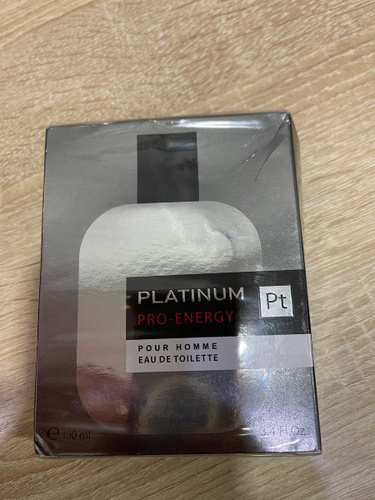 PLATINUM
Pt
PRO-ENERGY
POUR HOMME
EAU DE TOILETTE
e 100 ml
3.4 Fl.Oz